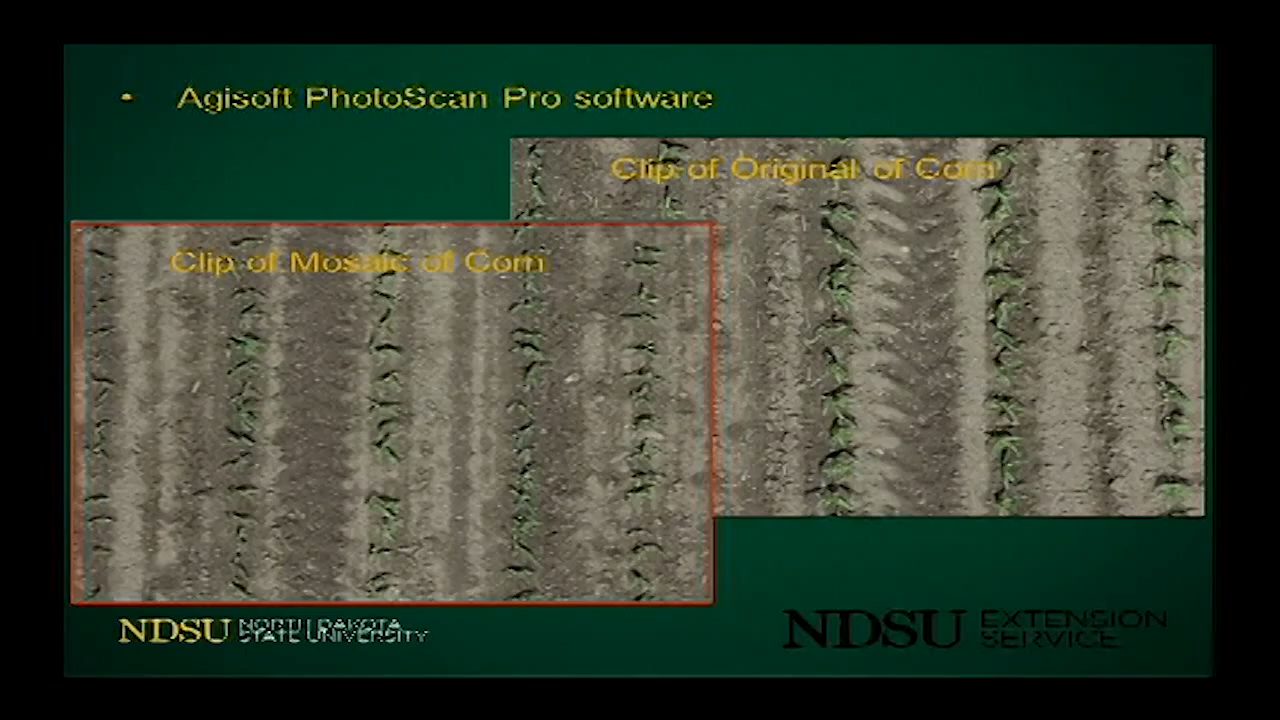 • Agisoft PhotoScan Pro software
Clip of Original of Corn
Clip of Mosaic of Corn
NDSU NORTH DAKOTA
STATE UNIVERSITY
NDSU EXTENSION
SERVICE